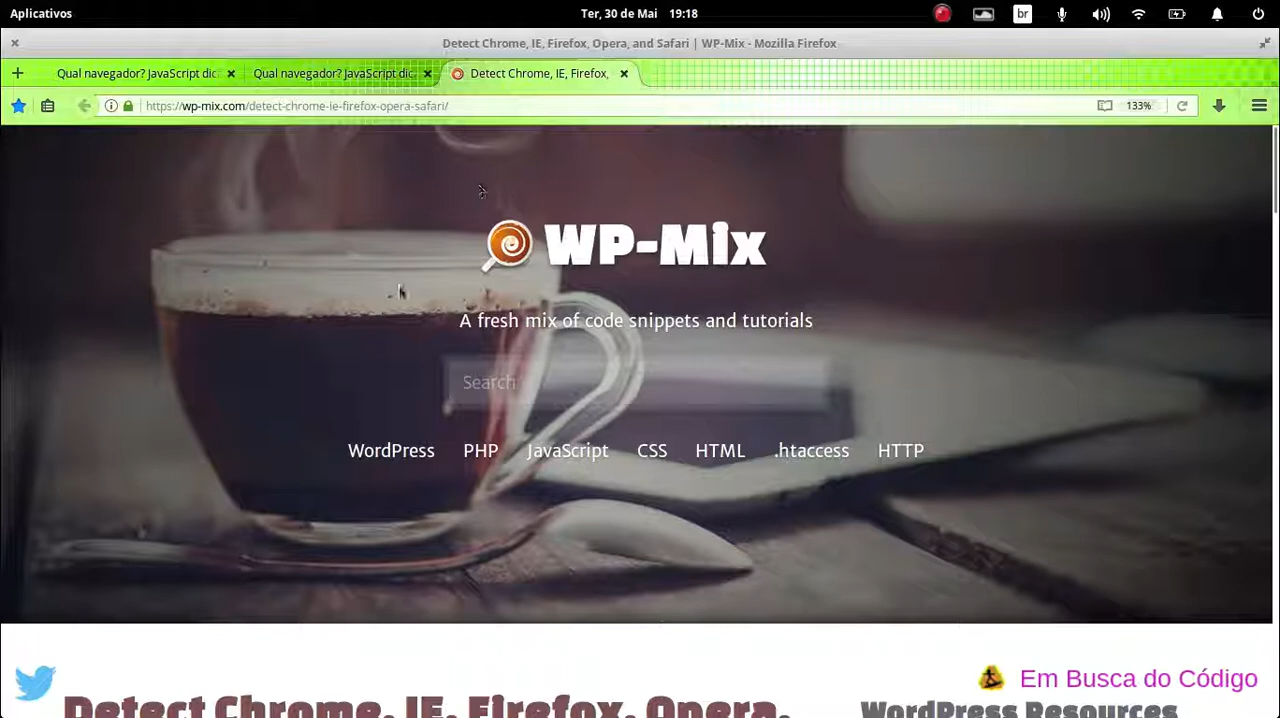 Aplicativos
Ter, 30 de Mai 19:18
br
Detect Chrome, IE, Firefox, Opera, and Safari | WP-Mix - Mozilla Firefox
Qual navegador? JavaScript dic
Qual navegador? JavaScript dic
Detect Chrome, IE, Firefox,
https://wp-mix.com/detect-chrome-ie-firefox-opera-safari/
133%
WP-Mix
A fresh mix of code snippets and tutorials
Search
WordPress PHP JavaScript CSS HTML .htaccess HTTP
Em Busca do Código
Detect Chrome, IE, Firefox, Opera,
WordPress Resources